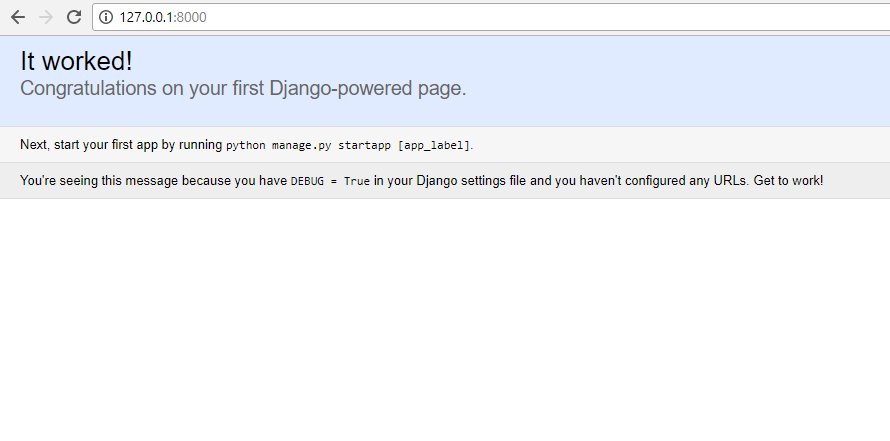 127.0.0.1:8000
It worked!
Congratulations on your first Django-powered page.
Next, start your first app by running python manage.py startapp [app_label].
You're seeing this message because you have DEBUG = True in your Django settings file and you haven't configured any URLs. Get to work!